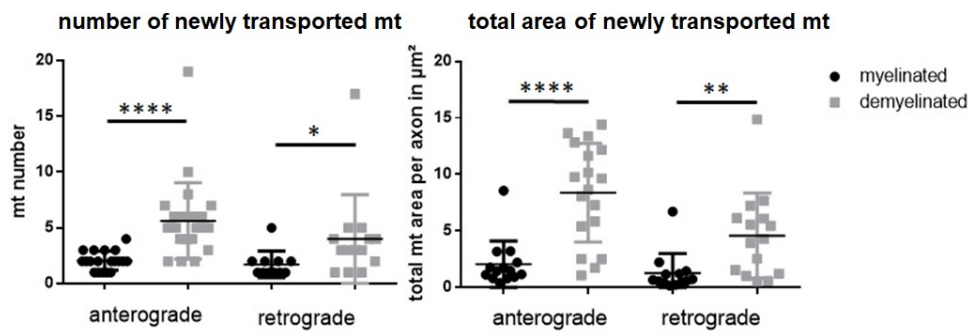 number of newly transported mt
total area of newly transported mt
mt number
20
15
10
5
0
****
*
anterograde
retrograde
total mt area per axon in µm²
20
15
10
5
0
****
**
anterograde
retrograde
myelinated
demyelinated